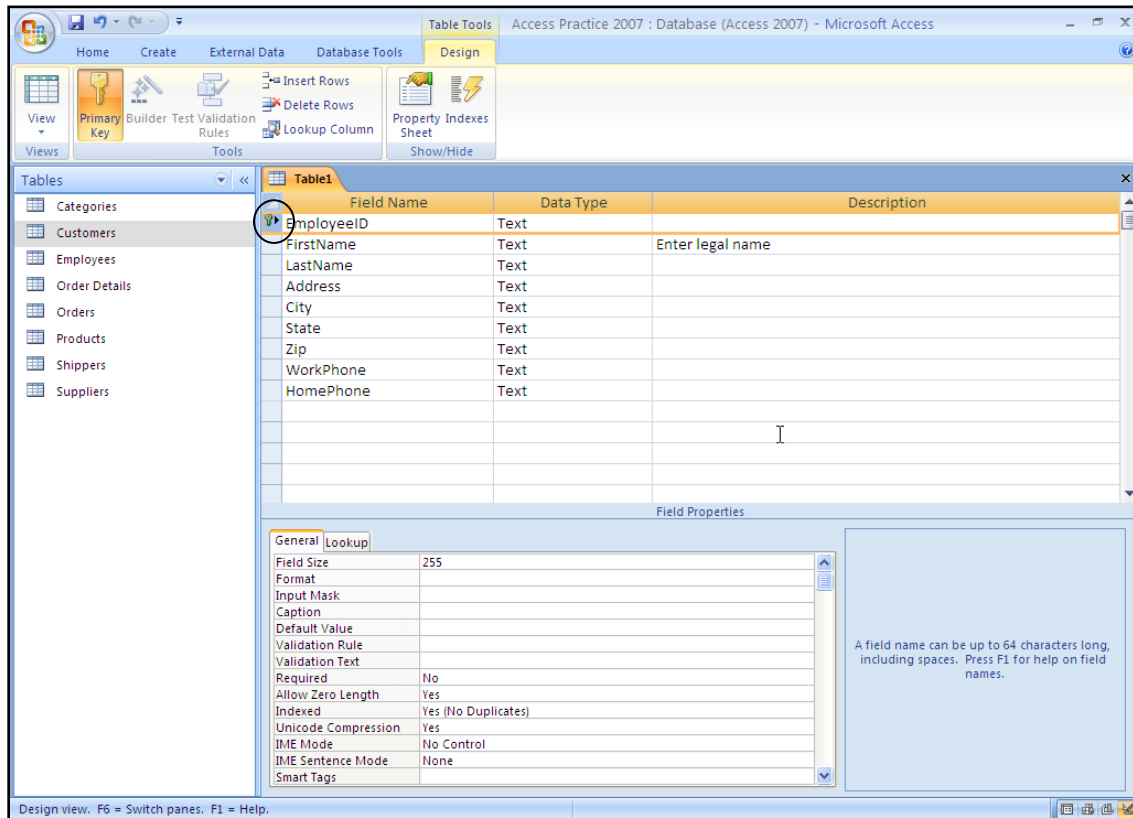 Table Tools Access Practice 2007 : Database (Access 2007) - Microsoft Access
Home Create External Data Database Tools Design
View
Primary Key
Builder
Test Validation Rules
Insert Rows
Delete Rows
Lookup Column
Property Sheet
Indexes
Views Tools Show/Hide
Tables
Categories
Customers
Employees
Order Details
Orders
Products
Shippers
Suppliers
Table1
Field Name Data Type Description
EmployeeID Text
FirstName Text Enter legal name
LastName Text
Address Text
City Text
State Text
Zip Text
WorkPhone Text
HomePhone Text
Field Properties
General Lookup
Field Size 255
Format
Input Mask
Caption
Default Value
Validation Rule
Validation Text
Required No
Allow Zero Length Yes
Indexed Yes (No Duplicates)
Unicode Compression Yes
IME Mode No Control
IME Sentence Mode None
Smart Tags
A field name can be up to 64 characters long,
including spaces. Press F1 for help on field
names.
Design view. F6 = Switch panes. F1 = Help.